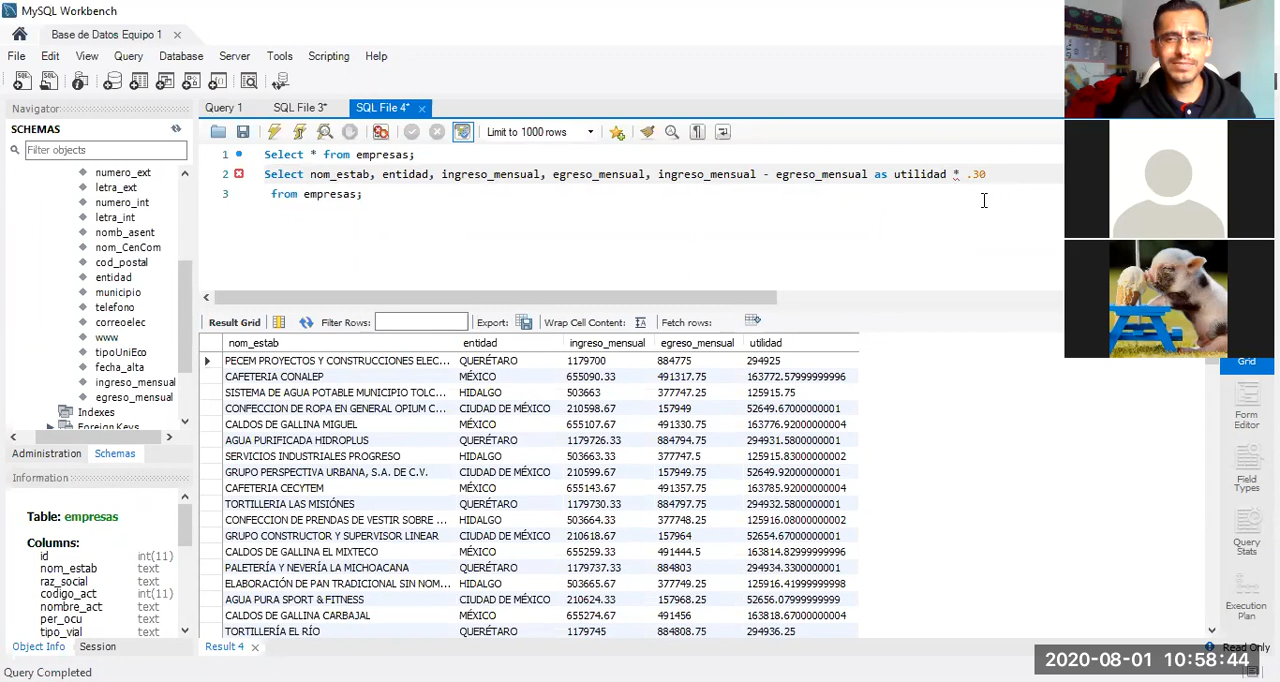 MySQL Workbench
Base de Datos Equipo 1
File Edit View Query Database Server Tools Scripting Help
Navigator
SCHEMAS
Filter objects
numero_ext
letra_ext
numero_int
letra_int
nomb_asent
nom_CenCom
cod_postal
entidad
municipio
telefono
correoelec
www
tipoUniEco
fecha_alta
ingreso_mensual
egreso_mensual
Indexes
Foreign Keys
Administration Schemas
Information
Table: empresas
Columns:
id int(11)
nom_estab text
raz_social text
codigo_act int(11)
nombre_act text
per_ocu text
tipo_vial text
Object Info Session
Query Completed
Query 1 SQL File 3* SQL File 4*
Limit to 1000 rows
1 Select * from empresas;
2 Select nom_estab, entidad, ingreso_mensual, egreso_mensual, ingreso_mensual - egreso_mensual as utilidad * .30
3 from empresas;
Result Grid Filter Rows: Export: Wrap Cell Content: Fetch rows:
nom_estab entidad ingreso_mensual egreso_mensual utilidad
PECEM PROYECTOS Y CONSTRUCCIONES ELEC... QUERÉTARO 1179700 884775 294925
CAFETERIA CONALEP MÉXICO 655090.33 491317.75 163772.57999999996
SISTEMA DE AGUA POTABLE MUNICIPIO TOLC... HIDALGO 503663 377747.25 125915.75
CONFECCION DE ROPA EN GENERAL OPIUM C... CIUDAD DE MÉXICO 210598.67 157949 52649.67000000001
CALDOS DE GALLINA MIGUEL MÉXICO 655107.67 491330.75 163776.92000000004
AGUA PURIFICADA HIDROPLUS QUERÉTARO 1179726.33 884794.75 294931.5800000001
SERVICIOS INDUSTRIALES PROGRESO HIDALGO 503663.33 377747.5 125915.83000000002
GRUPO PERSPECTIVA URBANA, S.A. DE C.V. CIUDAD DE MÉXICO 210599.67 157949.75 52649.92000000001
CAFETERIA CECYTEM MÉXICO 655143.67 491357.75 163785.92000000004
TORTILLERIA LAS MISIÓNES QUERÉTARO 1179730.33 884797.75 294932.5800000001
CONFECCION DE PRENDAS DE VESTIR SOBRE ... HIDALGO 503664.33 377748.25 125916.08000000002
GRUPO CONSTRUCTOR Y SUPERVISOR LINEAR CIUDAD DE MÉXICO 210618.67 157964 52654.67000000001
CALDOS DE GALLINA EL MIXTECO MÉXICO 655259.33 491444.5 163814.82999999996
PALETERÍA Y NEVERÍA LA MICHOACANA QUERÉTARO 1179737.33 884803 294934.3300000001
ELABORACIÓN DE PAN TRADICIONAL SIN NOM... HIDALGO 503665.67 377749.25 125916.41999999998
AGUA PURA SPORT & FITNESS CIUDAD DE MÉXICO 210624.33 157968.25 52656.07999999999
CALDOS DE GALLINA CARBAJAL MÉXICO 655274.67 491456 163818.67000000004
TORTILLERÍA EL RÍO QUERÉTARO 1179745 884808.75 294936.25
Result 4
Grid
Form
Editor
Field
Types
Query
Stats
Execution
Plan
Read Only
2020-08-01 10:58:44